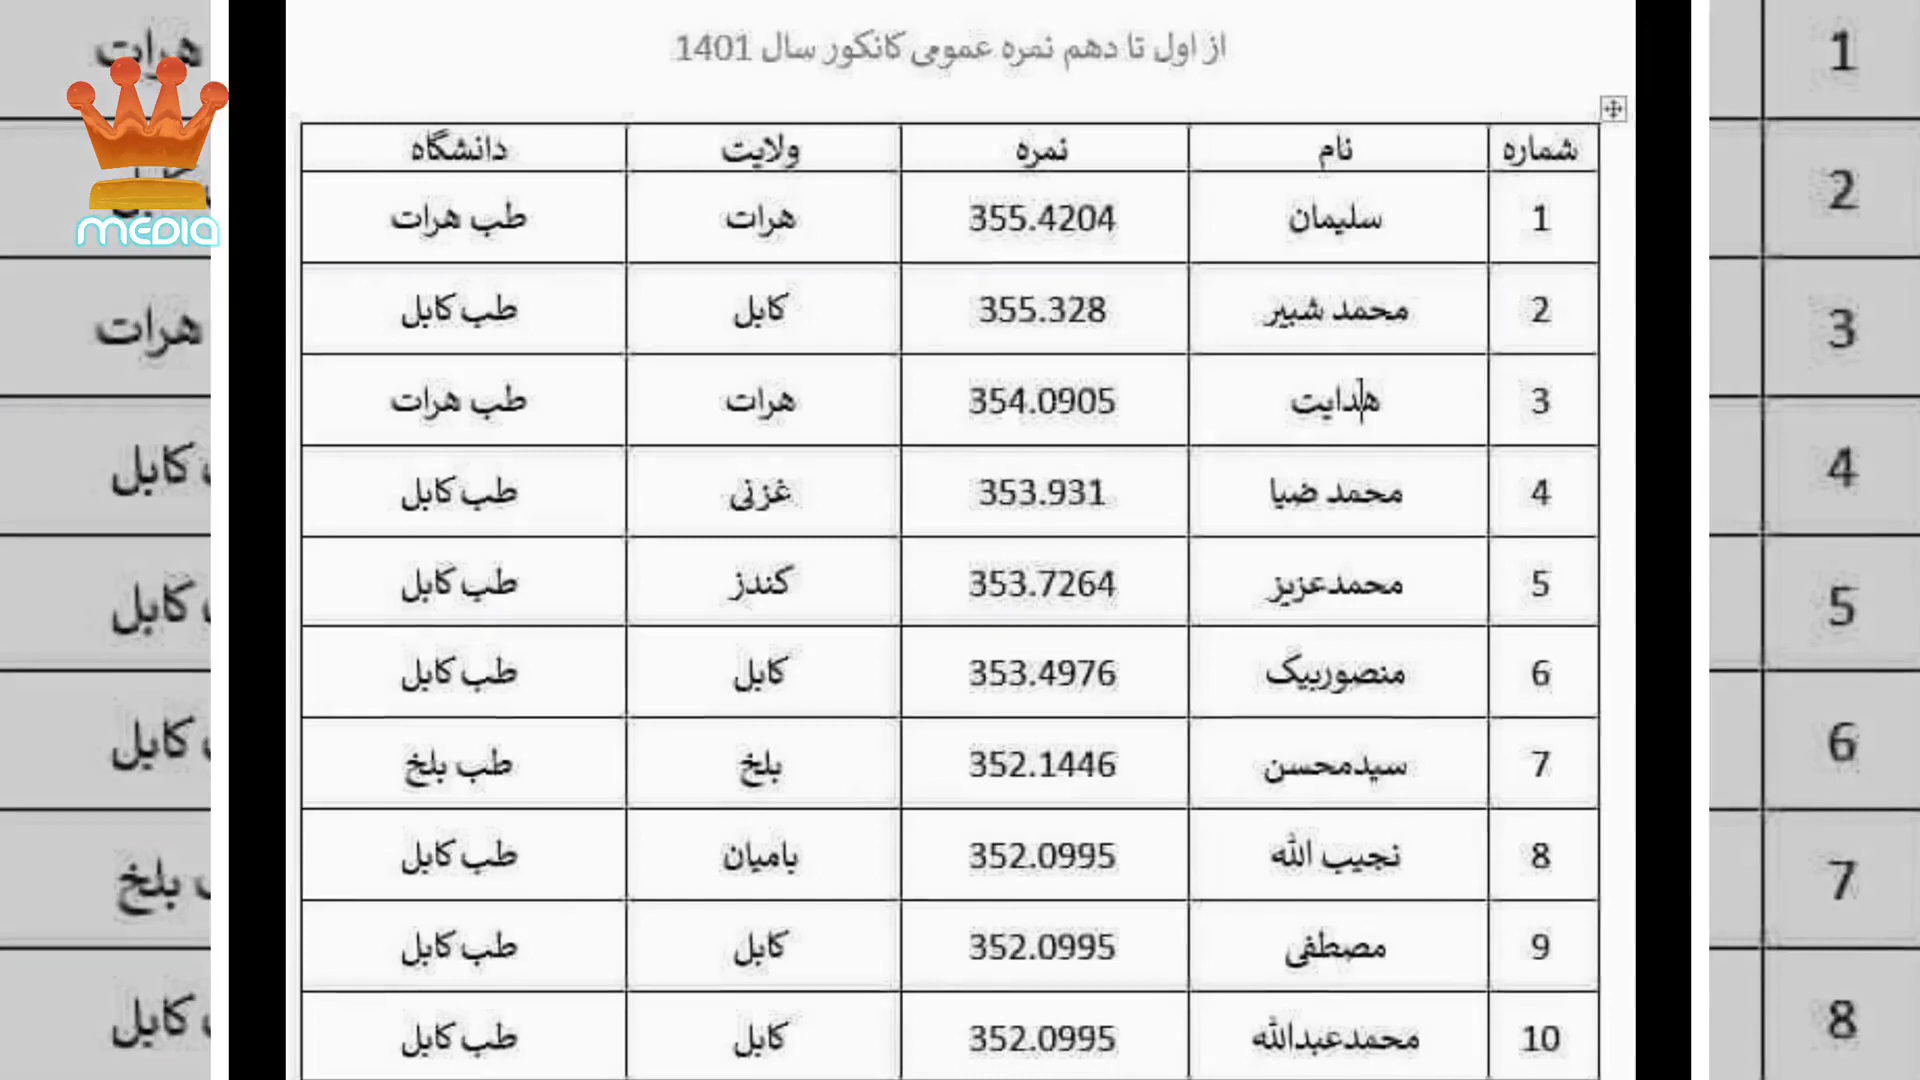 از اول تا دهم نمره عمومی کانکور سال 1401
شماره نام نمره ولایت دانشگاه
1 سلیمان 355.4204 هرات طب هرات
2 محمد شبیر 355.328 کابل طب کابل
3 هدایت 354.0905 هرات طب هرات
4 محمد ضیا 353.931 غزنی طب کابل
5 محمدعزیز 353.7264 کندز طب کابل
6 منصوربیک 353.4976 کابل طب کابل
7 سیدمحسن 352.1446 بلخ طب بلخ
8 نجیب الله 352.0995 بامیان طب کابل
9 مصطفی 352.0995 کابل طب کابل
10 محمدعبدالله 352.0995 کابل طب کابل
MEDIA
1 هرات
2
3 هرات
4 کابل
5 کابل
6 کابل
7 بلخ
8 کابل